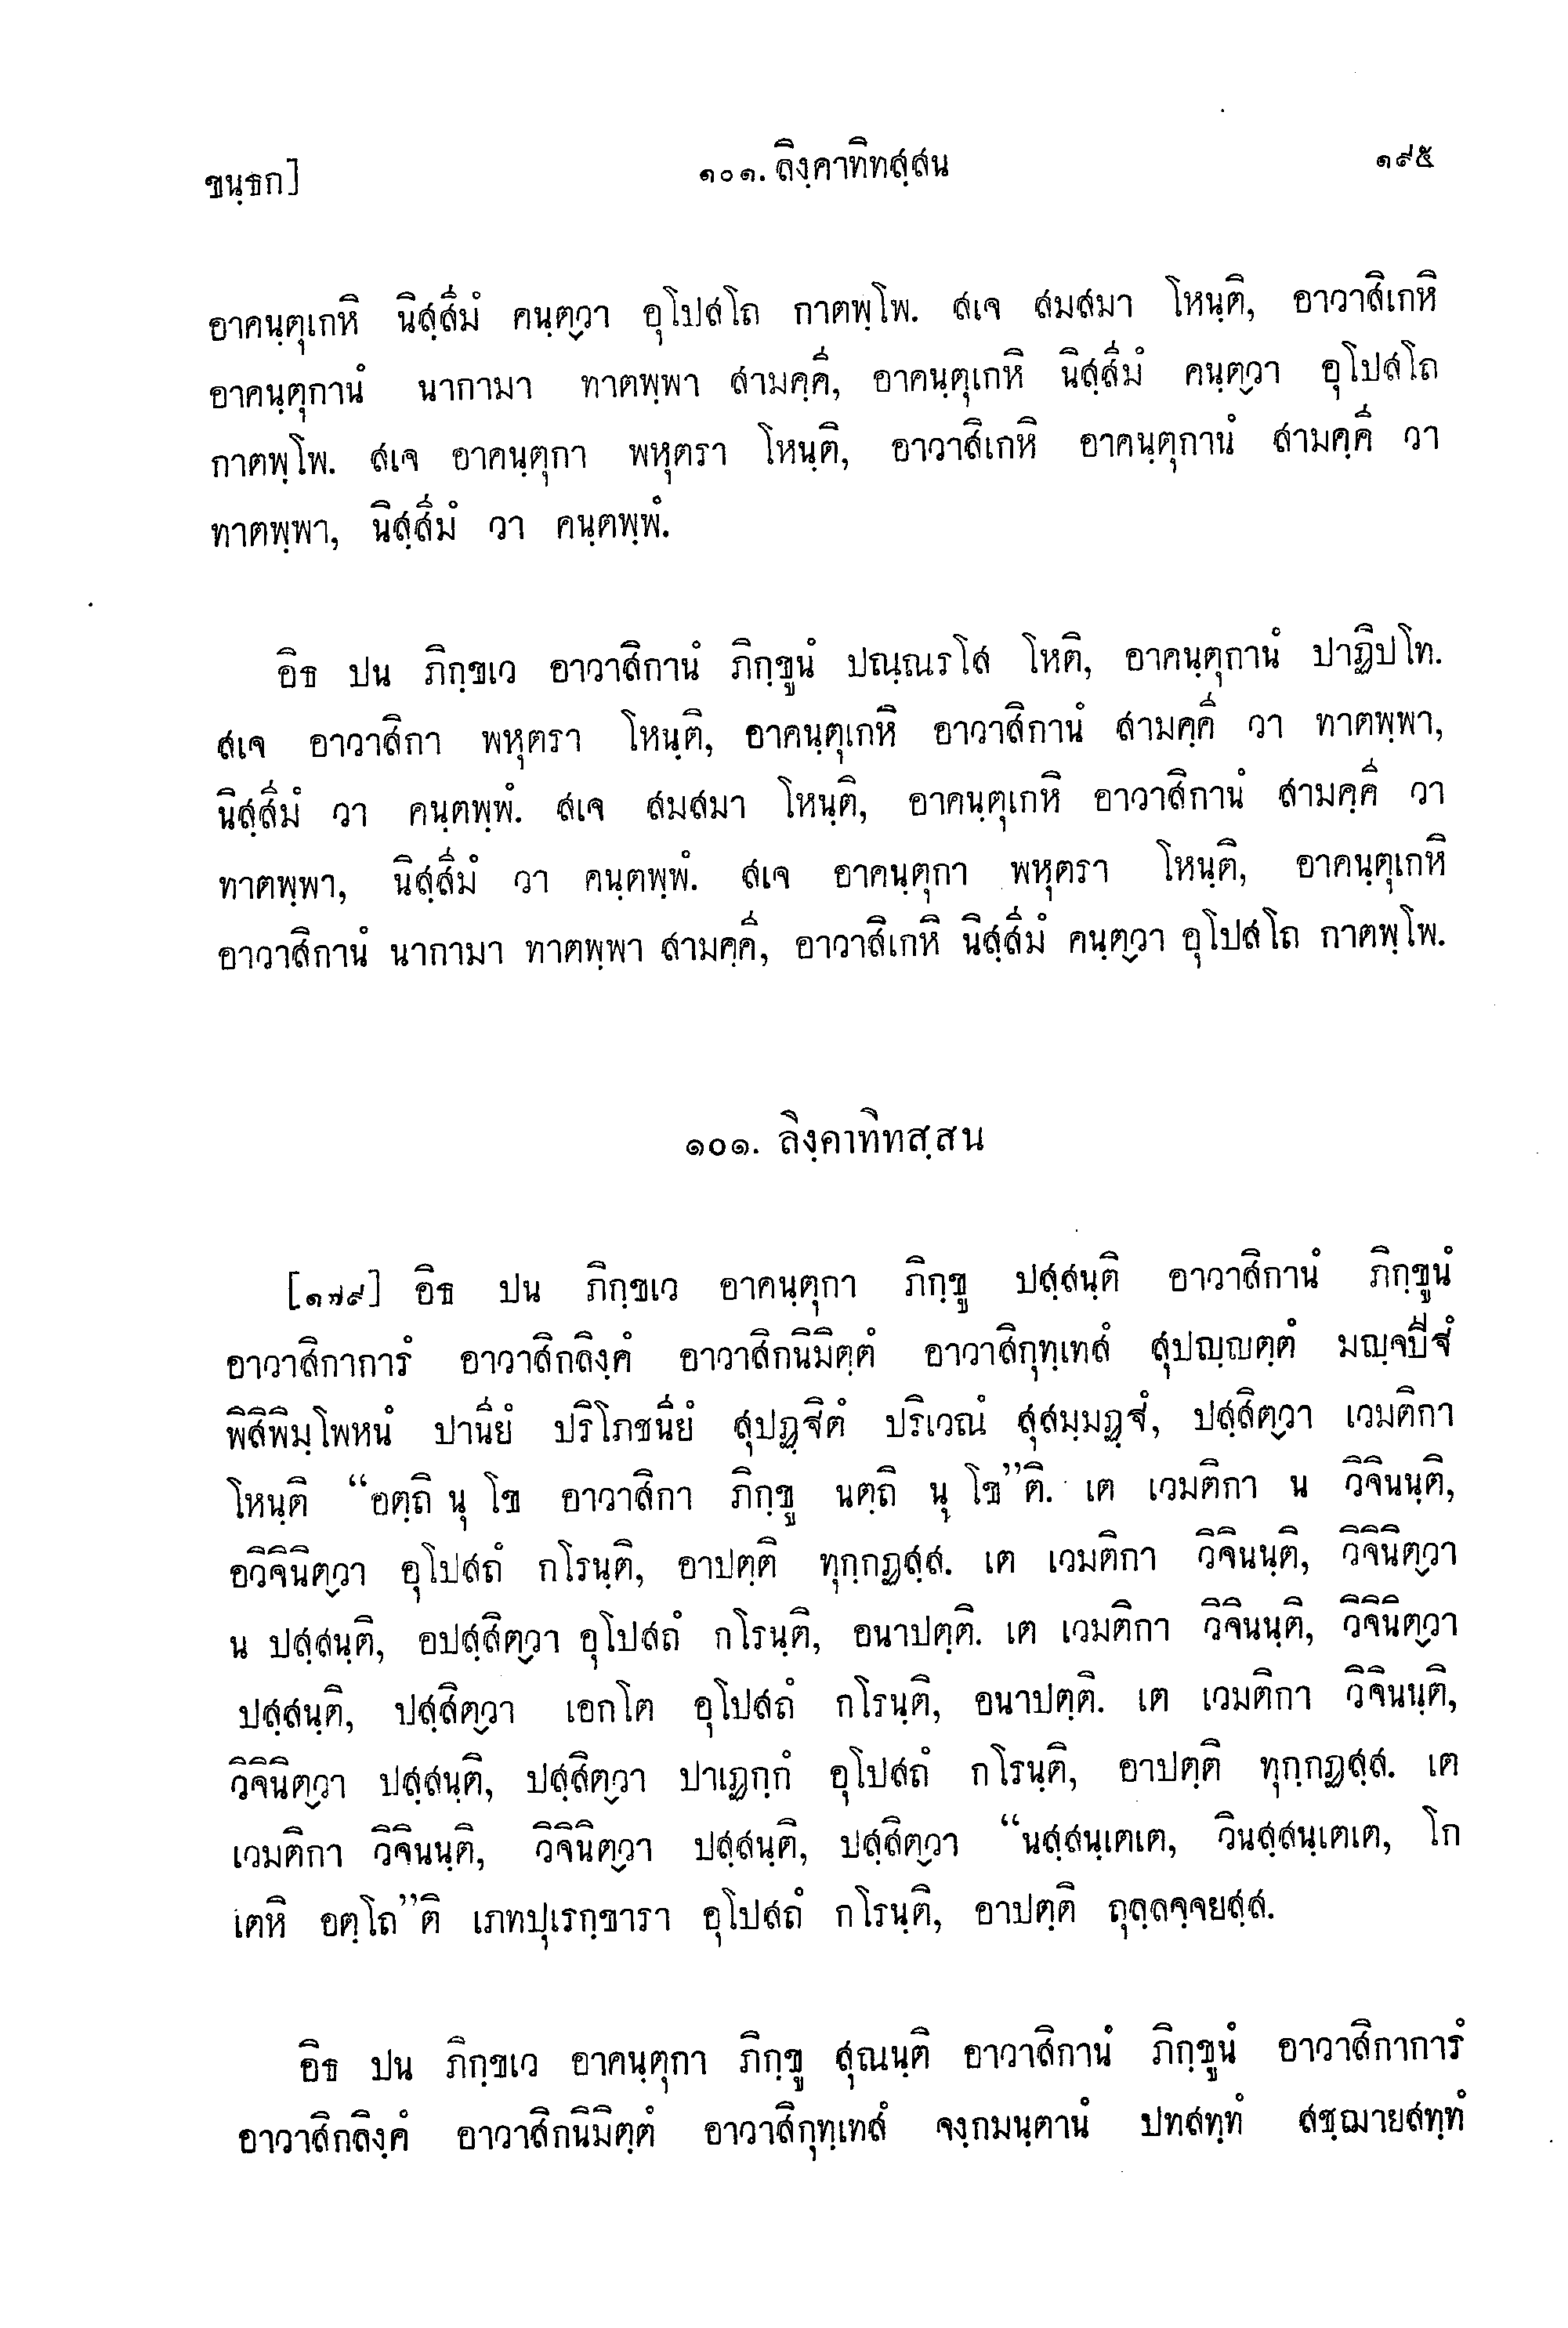 ขนฺธก]
๑๐๑. ลิงฺคาทิทสฺสน
๑๙๕
อาคนฺตุเกหิ นิสฺสีมํ คนฺตฺวา อุโปสโถ กาตพฺโพ. สเจ สมสมา โหนฺติ, อาวาสิเกหิ
อาคนฺตุกานํ นากามา ทาตพฺพา สามคฺคี, อาคนฺตุเกหิ นิสฺสีมํ คนฺตฺวา อุโปสโถ
กาตพฺโพ. สเจ อาคนฺตุกา พหุตรา โหนฺติ, อาวาสิเกหิ อาคนฺตุกานํ สามคฺคี วา
ทาตพฺพา, นิสฺสีมํ วา คนฺตพฺพํ.
อิธ ปน ภิกฺขเว อาวาสิกานํ ภิกฺขูนํ ปณฺณรโส โหติ, อาคนฺตุกานํ ปาฏิปโท.
สเจ อาวาสิกา พหุตรา โหนฺติ, อาคนฺตุเกหิ อาวาสิกานํ สามคฺคี วา ทาตพฺพา,
นิสฺสีมํ วา คนฺตพฺพํ. สเจ สมสมา โหนฺติ, อาคนฺตุเกหิ อาวาสิกานํ สามคฺคี วา
ทาตพฺพา, นิสฺสีมํ วา คนฺตพฺพํ. สเจ อาคนฺตุกา พหุตรา โหนฺติ, อาคนฺตุเกหิ
อาวาสิกานํ นากามา ทาตพฺพา สามคฺคี, อาวาสิเกหิ นิสฺสีมํ คนฺตฺวา อุโปสโถ กาตพฺโพ.
๑๐๑. ลิงฺคาทิทสฺสน
[๑๗๙] อิธ ปน ภิกฺขเว อาคนฺตุกา ภิกฺขู ปสฺสนฺติ อาวาสิกานํ ภิกฺขูนํ
อาวาสิกาการํ อาวาสิกลิงฺคํ อาวาสิกนิมิตฺตํ อาวาสิกุทฺเทสํ สุปญฺญตฺตํ มญฺจปีฐํ
พิสิพิมฺโพหนํ ปานียํ ปริโภชนียํ สุปฏฺฐิตํ ปริเวณํ สุสมฺมฏฺฐํ, ปสฺสิตฺวา เวมติกา
โหนฺติ “อตฺถิ นุ โข อาวาสิกา ภิกฺขู นตฺถิ นุ โข”ติ. เต เวมติกา น วิจินนฺติ,
อวิจินิตฺวา อุโปสถํ กโรนฺติ, อาปตฺติ ทุกฺกฏสฺส. เต เวมติกา วิจินนฺติ, วิจินิตฺวา
น ปสฺสนฺติ, อปสฺสิตฺวา อุโปสถํ กโรนฺติ, อนาปตฺติ. เต เวมติกา วิจินนฺติ, วิจินิตฺวา
ปสฺสนฺติ, ปสฺสิตฺวา เอกโต อุโปสถํ กโรนฺติ, อนาปตฺติ. เต เวมติกา วิจินนฺติ,
วิจินิตฺวา ปสฺสนฺติ, ปสฺสิตฺวา ปาเฏกฺกํ อุโปสถํ กโรนฺติ, อาปตฺติ ทุกฺกฏสฺส. เต
เวมติกา วิจินนฺติ, วิจินิตฺวา ปสฺสนฺติ, ปสฺสิตฺวา “นสฺสนฺเตเต, วินสฺสนฺเตเต, โก
เตหิ อตฺโถ”ติ เภทปุเรกฺขารา อุโปสถํ กโรนฺติ, อาปตฺติ ถุลฺลจฺจยสฺส.
อิธ ปน ภิกฺขเว อาคนฺตุกา ภิกฺขู สุณนฺติ อาวาสิกานํ ภิกฺขูนํ อาวาสิกาการํ
อาวาสิกลิงฺคํ อาวาสิกนิมิตฺตํ อาวาสิกุทฺเทสํ จงฺกมนฺตานํ ปทสทฺทํ สชฺฌายสทฺทํ